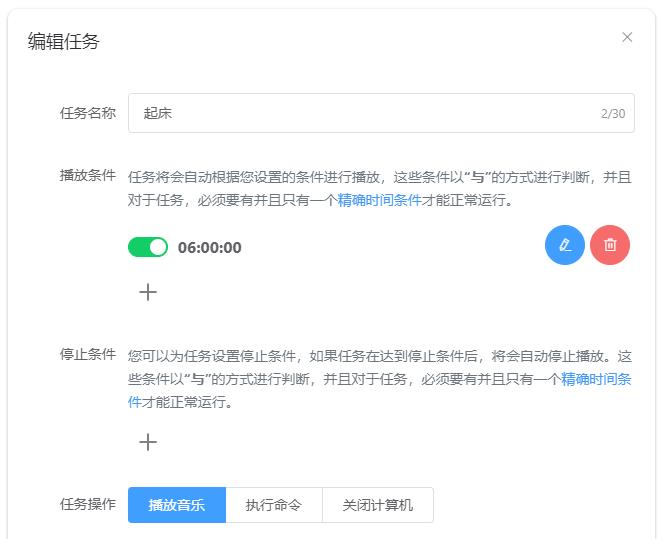 编辑任务
任务名称 起床 2/30
播放条件 任务将会自动根据您设置的条件进行播放，这些条件以“与”的方式进行判断，并且
对于任务，必须要有并且只有一个精确时间条件才能正常运行。
06:00:00
停止条件 您可以为任务设置停止条件，如果任务在达到停止条件后，将会自动停止播放。这
些条件以“与”的方式进行判断，并且对于任务，必须要有并且只有一个精确时间条
件才能正常运行。
任务操作 播放音乐 执行命令 关闭计算机